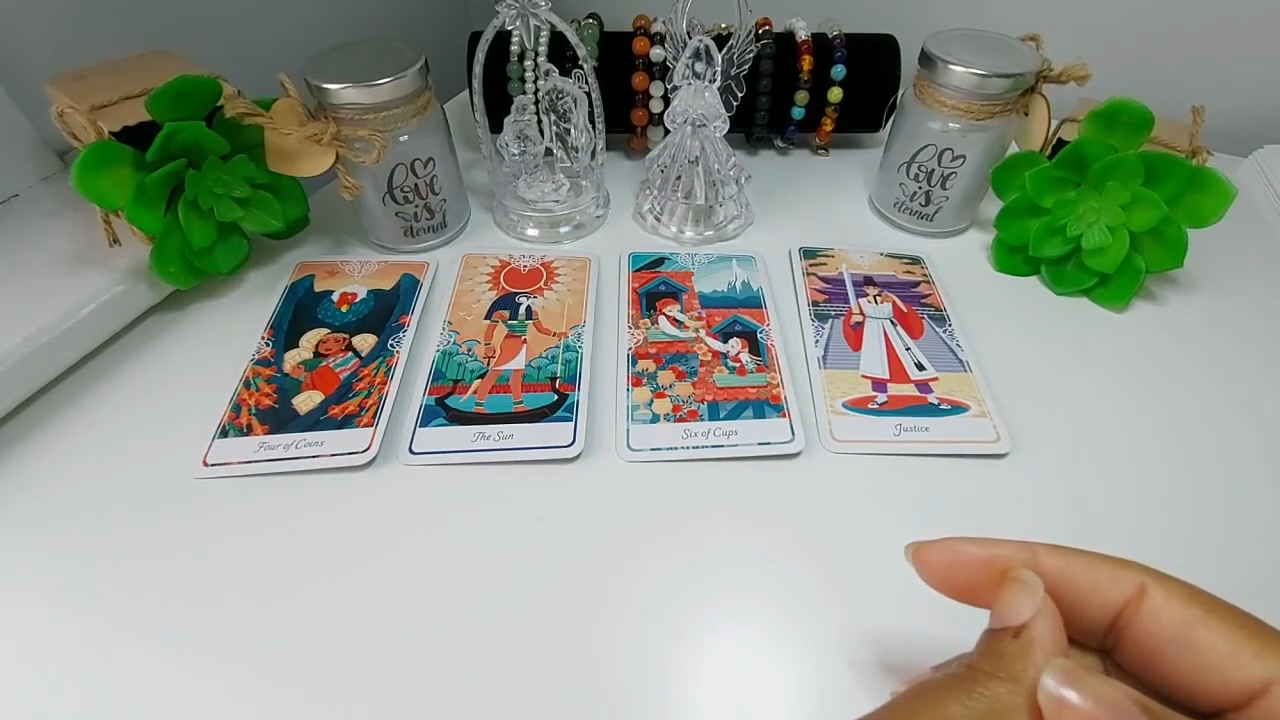 love
is
eternal
love
is
eternal
Four of Coins
The Sun
Six of Cups
Justice